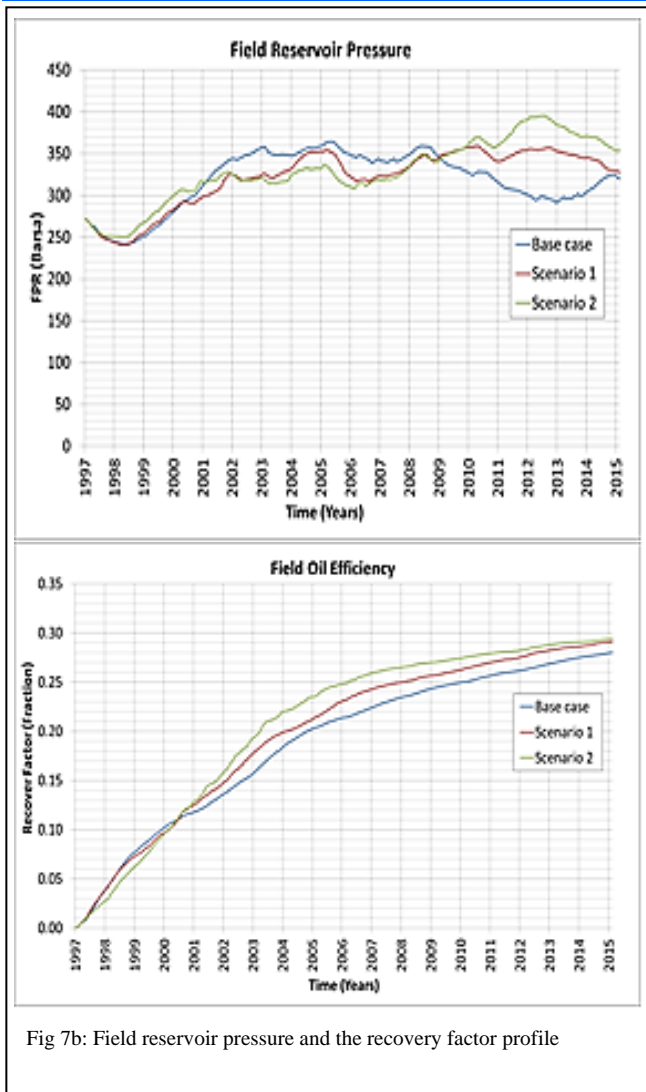 Field Reservoir Pressure
450
400
350
300
250
200
150
100
50
0
FPR (Barsa)
Base case
Scenario 1
Scenario 2
1997 1998 1999 2000 2001 2002 2003 2004 2005 2006 2007 2008 2009 2010 2011 2012 2013 2014 2015
Time (Years)
Field Oil Efficiency
0.35
0.30
0.25
0.20
0.15
0.10
0.05
0.00
Recover Factor (Fraction)
Base case
Scenario 1
Scenario 2
1997 1998 1999 2000 2001 2002 2003 2004 2005 2006 2007 2008 2009 2010 2011 2012 2013 2014 2015
Time (Years)
Fig 7b: Field reservoir pressure and the recovery factor profile